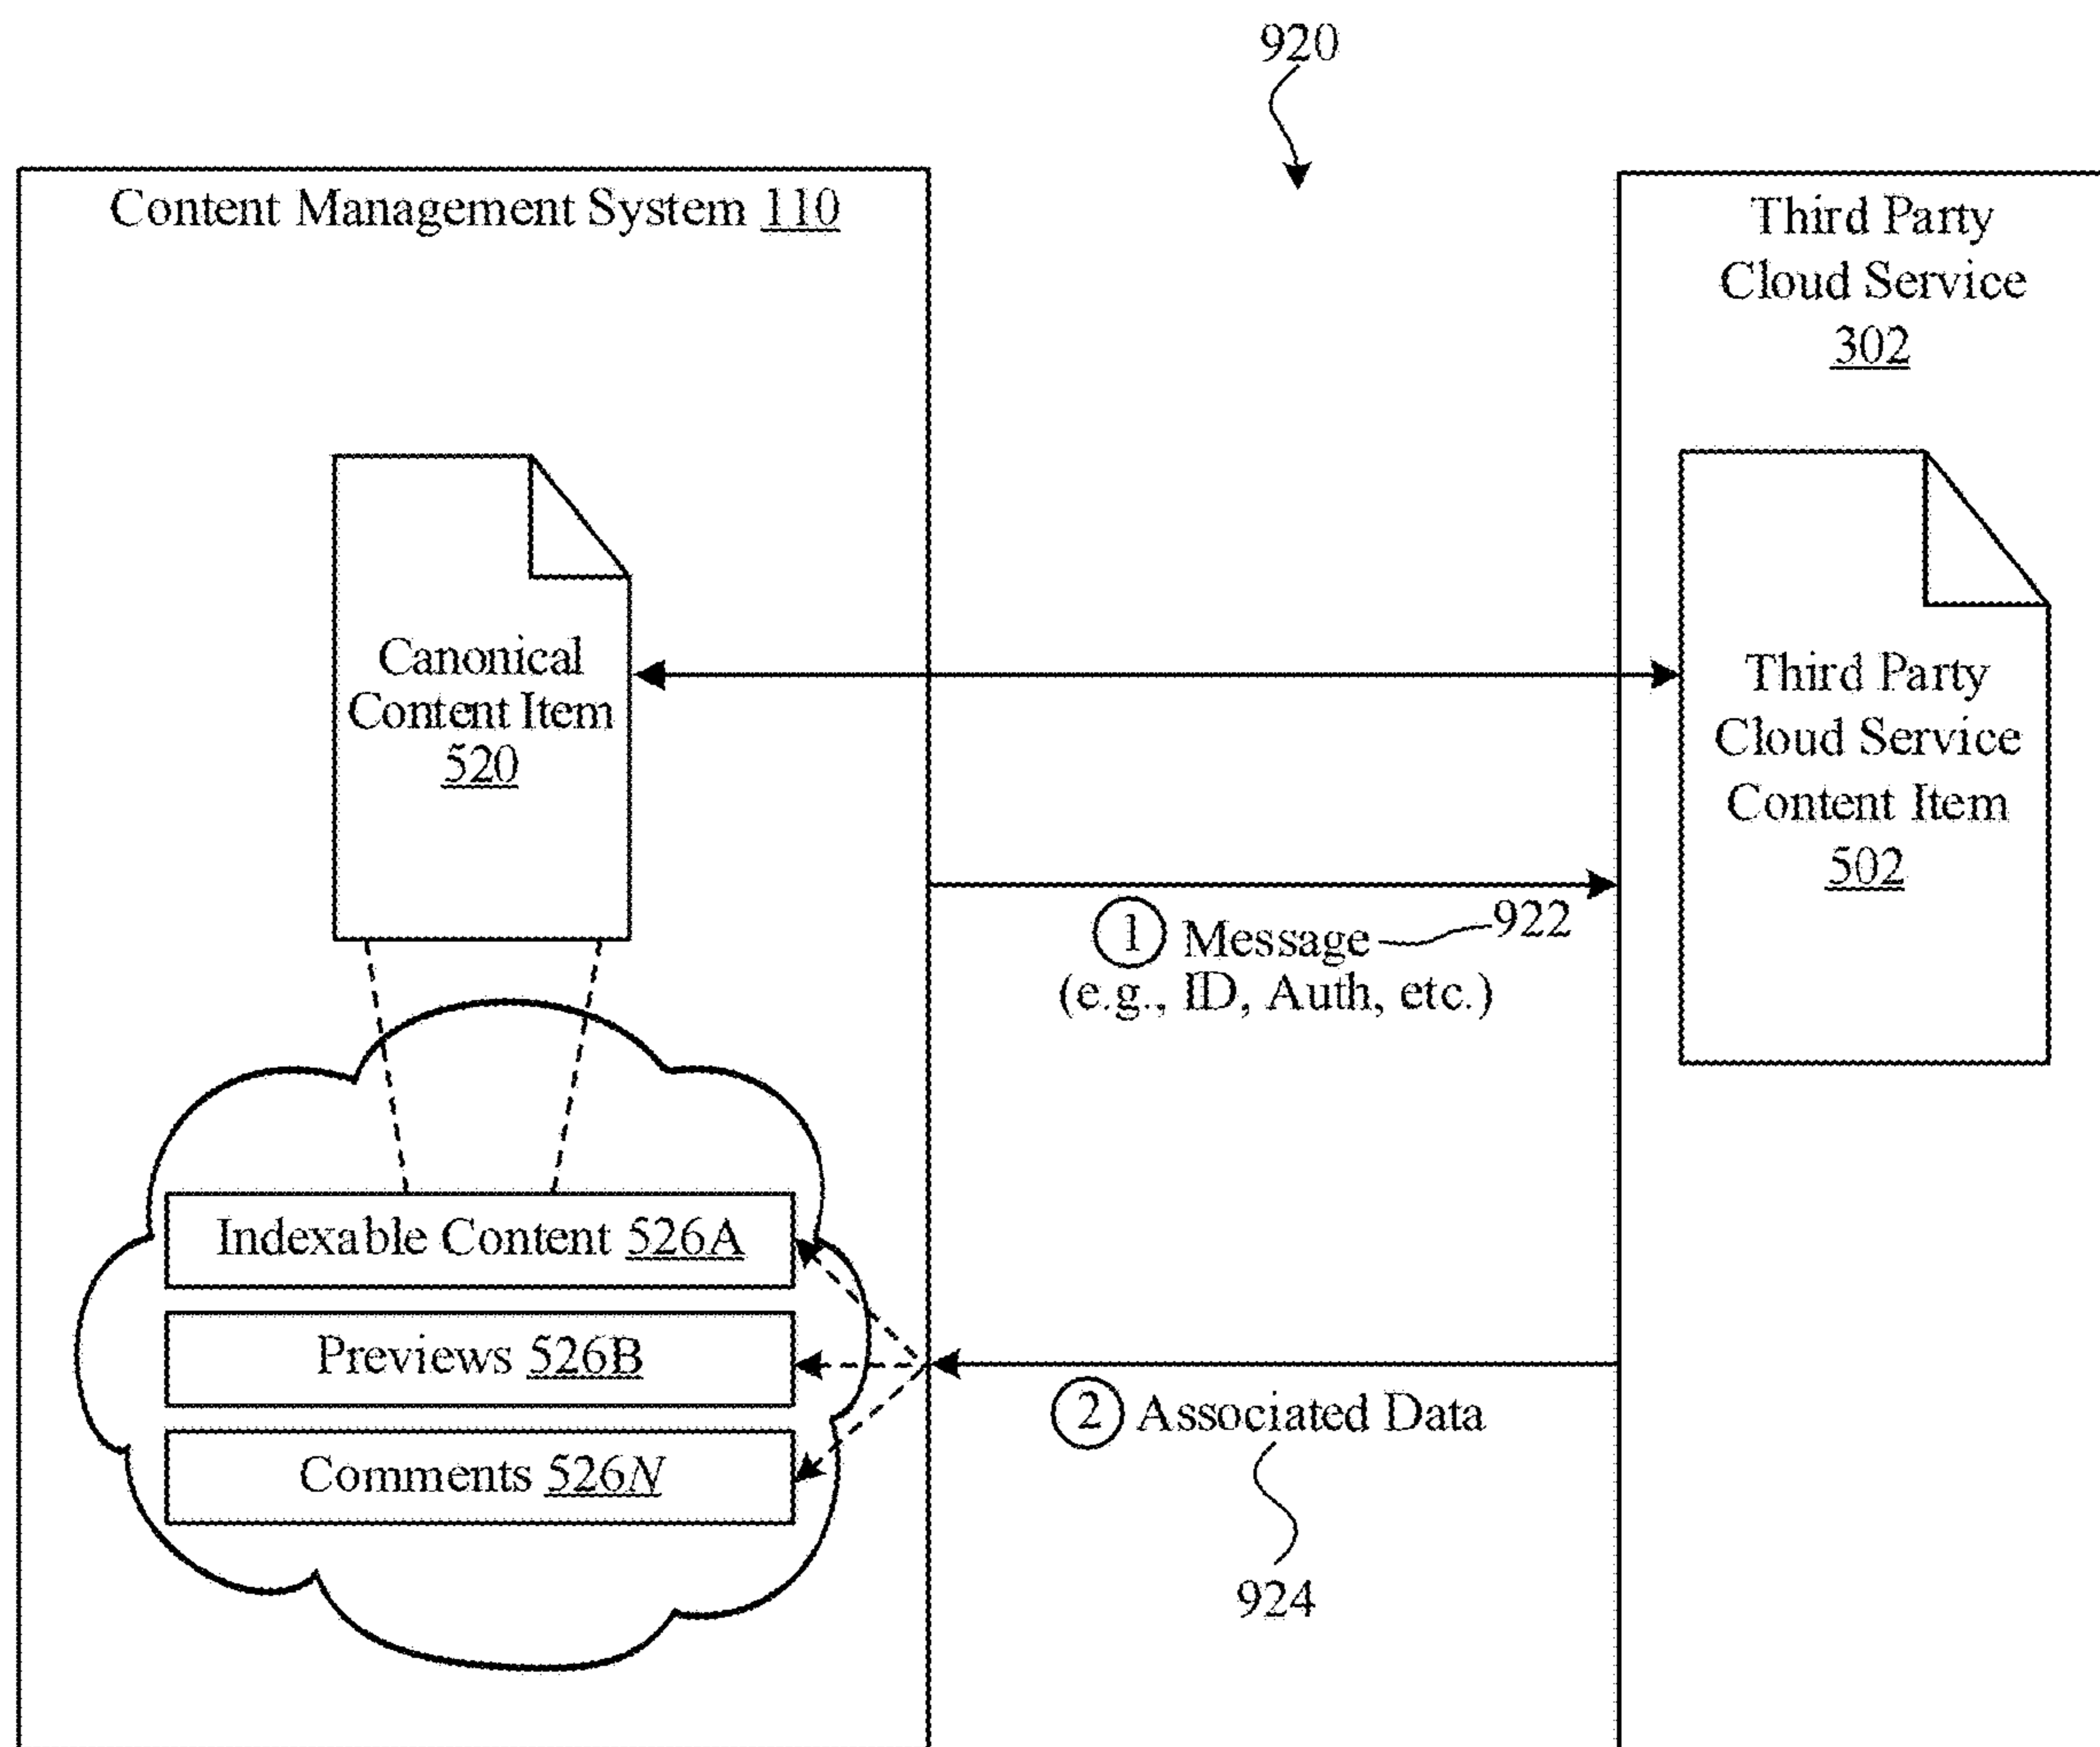 920
Content Management System 110
Third Party
Cloud Service
302
Canonical
Content Item
520
Third Party
Cloud Service
Content Item
502
1 Message 922
(e.g., ID, Auth, etc.)
Indexable Content 526A
Previews 526B
Comments 526N
2 Associated Data
924